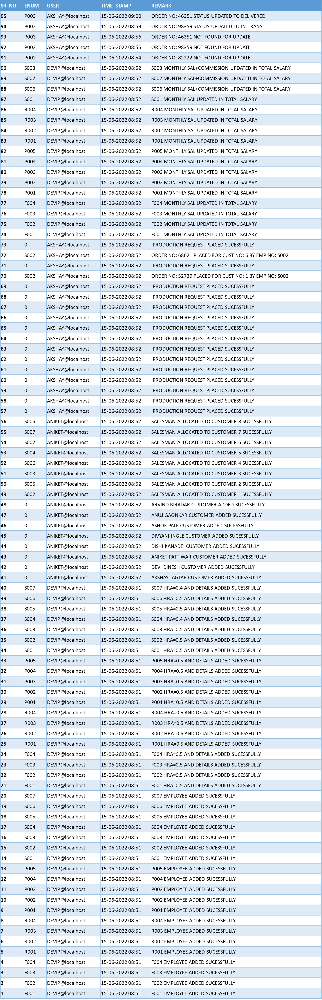 SR_NO ENUM USER TIME_STAMP REMARK
95 P003 AKSHAY@localhost 15-06-2022 09:00 ORDER NO: 46351 STATUS UPDATED TO DELIVERED
94 P002 AKSHAY@localhost 15-06-2022 08:59 ORDER NO: 98359 STATUS UPDATED TO IN-TRANSIT
93 P003 AKSHAY@localhost 15-06-2022 08:56 ORDER NO: 46351 NOT FOUND FOR UPDATE
92 P002 AKSHAY@localhost 15-06-2022 08:55 ORDER NO: 98359 NOT FOUND FOR UPDATE
91 P002 AKSHAY@localhost 15-06-2022 08:54 ORDER NO: 82222 NOT FOUND FOR UPDATE
90 S003 DEVIP@localhost 15-06-2022 08:52 S003 MONTHLY SAL+COMMISSION UPDATED IN TOTAL SALARY
89 S002 DEVIP@localhost 15-06-2022 08:52 S002 MONTHLY SAL+COMMISSION UPDATED IN TOTAL SALARY
88 S006 DEVIP@localhost 15-06-2022 08:52 S006 MONTHLY SAL+COMMISSION UPDATED IN TOTAL SALARY
87 S001 DEVIP@localhost 15-06-2022 08:52 S001 MONTHLY SAL UPDATED IN TOTAL SALARY
86 R004 DEVIP@localhost 15-06-2022 08:52 R004 MONTHLY SAL UPDATED IN TOTAL SALARY
85 R003 DEVIP@localhost 15-06-2022 08:52 R003 MONTHLY SAL UPDATED IN TOTAL SALARY
84 R002 DEVIP@localhost 15-06-2022 08:52 R002 MONTHLY SAL UPDATED IN TOTAL SALARY
83 R001 DEVIP@localhost 15-06-2022 08:52 R001 MONTHLY SAL UPDATED IN TOTAL SALARY
82 P005 DEVIP@localhost 15-06-2022 08:52 P005 MONTHLY SAL UPDATED IN TOTAL SALARY
81 P004 DEVIP@localhost 15-06-2022 08:52 P004 MONTHLY SAL UPDATED IN TOTAL SALARY
80 P003 DEVIP@localhost 15-06-2022 08:52 P003 MONTHLY SAL UPDATED IN TOTAL SALARY
79 P002 DEVIP@localhost 15-06-2022 08:52 P002 MONTHLY SAL UPDATED IN TOTAL SALARY
78 P001 DEVIP@localhost 15-06-2022 08:52 P001 MONTHLY SAL UPDATED IN TOTAL SALARY
77 F004 DEVIP@localhost 15-06-2022 08:52 F004 MONTHLY SAL UPDATED IN TOTAL SALARY
76 F003 DEVIP@localhost 15-06-2022 08:52 F003 MONTHLY SAL UPDATED IN TOTAL SALARY
75 F002 DEVIP@localhost 15-06-2022 08:52 F002 MONTHLY SAL UPDATED IN TOTAL SALARY
74 F001 DEVIP@localhost 15-06-2022 08:52 F001 MONTHLY SAL UPDATED IN TOTAL SALARY
73 0 AKSHAY@localhost 15-06-2022 08:52 PRODUCTION REQUEST PLACED SUCESSFULLY
72 S002 AKSHAY@localhost 15-06-2022 08:52 ORDER NO: 68621 PLACED FOR CUST NO: 6 BY EMP NO: S002
71 0 AKSHAY@localhost 15-06-2022 08:52 PRODUCTION REQUEST PLACED SUCESSFULLY
70 S002 AKSHAY@localhost 15-06-2022 08:52 ORDER NO: 52739 PLACED FOR CUST NO: 1 BY EMP NO: S002
69 0 AKSHAY@localhost 15-06-2022 08:52 PRODUCTION REQUEST PLACED SUCESSFULLY
68 0 AKSHAY@localhost 15-06-2022 08:52 PRODUCTION REQUEST PLACED SUCESSFULLY
67 0 AKSHAY@localhost 15-06-2022 08:52 PRODUCTION REQUEST PLACED SUCESSFULLY
66 0 AKSHAY@localhost 15-06-2022 08:52 PRODUCTION REQUEST PLACED SUCESSFULLY
65 0 AKSHAY@localhost 15-06-2022 08:52 PRODUCTION REQUEST PLACED SUCESSFULLY
64 0 AKSHAY@localhost 15-06-2022 08:52 PRODUCTION REQUEST PLACED SUCESSFULLY
63 0 AKSHAY@localhost 15-06-2022 08:52 PRODUCTION REQUEST PLACED SUCESSFULLY
62 0 AKSHAY@localhost 15-06-2022 08:52 PRODUCTION REQUEST PLACED SUCESSFULLY
61 0 AKSHAY@localhost 15-06-2022 08:52 PRODUCTION REQUEST PLACED SUCESSFULLY
60 0 AKSHAY@localhost 15-06-2022 08:52 PRODUCTION REQUEST PLACED SUCESSFULLY
59 0 AKSHAY@localhost 15-06-2022 08:52 PRODUCTION REQUEST PLACED SUCESSFULLY
58 0 AKSHAY@localhost 15-06-2022 08:52 PRODUCTION REQUEST PLACED SUCESSFULLY
57 0 AKSHAY@localhost 15-06-2022 08:52 PRODUCTION REQUEST PLACED SUCESSFULLY
56 S005 ANIKET@localhost 15-06-2022 08:52 SALESMAN ALLOCATED TO CUSTOMER 8 SUCESSFULLY
55 S007 ANIKET@localhost 15-06-2022 08:52 SALESMAN ALLOCATED TO CUSTOMER 7 SUCESSFULLY
54 S002 ANIKET@localhost 15-06-2022 08:52 SALESMAN ALLOCATED TO CUSTOMER 6 SUCESSFULLY
53 S004 ANIKET@localhost 15-06-2022 08:52 SALESMAN ALLOCATED TO CUSTOMER 5 SUCESSFULLY
52 S006 ANIKET@localhost 15-06-2022 08:52 SALESMAN ALLOCATED TO CUSTOMER 4 SUCESSFULLY
51 S003 ANIKET@localhost 15-06-2022 08:52 SALESMAN ALLOCATED TO CUSTOMER 3 SUCESSFULLY
50 S005 ANIKET@localhost 15-06-2022 08:52 SALESMAN ALLOCATED TO CUSTOMER 2 SUCESSFULLY
49 S002 ANIKET@localhost 15-06-2022 08:52 SALESMAN ALLOCATED TO CUSTOMER 1 SUCESSFULLY
48 0 ANIKET@localhost 15-06-2022 08:52 ARVIND BIRADAR CUSTOMER ADDED SUCESSFULLY
47 0 ANIKET@localhost 15-06-2022 08:52 ANUJ GAONKAR CUSTOMER ADDED SUCESSFULLY
46 0 ANIKET@localhost 15-06-2022 08:52 ASHOK PATE CUSTOMER ADDED SUCESSFULLY
45 0 ANIKET@localhost 15-06-2022 08:52 DIVYANI INGLE CUSTOMER ADDED SUCESSFULLY
44 0 ANIKET@localhost 15-06-2022 08:52 DISHI KANADE CUSTOMER ADDED SUCESSFULLY
43 0 ANIKET@localhost 15-06-2022 08:52 ANIKET PATTIWAR CUSTOMER ADDED SUCESSFULLY
42 0 ANIKET@localhost 15-06-2022 08:52 DEVI DINESH CUSTOMER ADDED SUCESSFULLY
41 0 ANIKET@localhost 15-06-2022 08:52 AKSHAY JAGTAP CUSTOMER ADDED SUCESSFULLY
40 S007 DEVIP@localhost 15-06-2022 08:51 S007 HRA=0.4 AND DETAILS ADDED SUCESSFULLY
39 S006 DEVIP@localhost 15-06-2022 08:51 S006 HRA=0.5 AND DETAILS ADDED SUCESSFULLY
38 S005 DEVIP@localhost 15-06-2022 08:51 S005 HRA=0.5 AND DETAILS ADDED SUCESSFULLY
37 S004 DEVIP@localhost 15-06-2022 08:51 S004 HRA=0.4 AND DETAILS ADDED SUCESSFULLY
36 S003 DEVIP@localhost 15-06-2022 08:51 S003 HRA=0.5 AND DETAILS ADDED SUCESSFULLY
35 S002 DEVIP@localhost 15-06-2022 08:51 S002 HRA=0.5 AND DETAILS ADDED SUCESSFULLY
34 S001 DEVIP@localhost 15-06-2022 08:51 S001 HRA=0.5 AND DETAILS ADDED SUCESSFULLY
33 P005 DEVIP@localhost 15-06-2022 08:51 P005 HRA=0.5 AND DETAILS ADDED SUCESSFULLY
32 P004 DEVIP@localhost 15-06-2022 08:51 P004 HRA=0.5 AND DETAILS ADDED SUCESSFULLY
31 P003 DEVIP@localhost 15-06-2022 08:51 P003 HRA=0.5 AND DETAILS ADDED SUCESSFULLY
30 P002 DEVIP@localhost 15-06-2022 08:51 P002 HRA=0.5 AND DETAILS ADDED SUCESSFULLY
29 P001 DEVIP@localhost 15-06-2022 08:51 P001 HRA=0.5 AND DETAILS ADDED SUCESSFULLY
28 R004 DEVIP@localhost 15-06-2022 08:51 R004 HRA=0.5 AND DETAILS ADDED SUCESSFULLY
27 R003 DEVIP@localhost 15-06-2022 08:51 R003 HRA=0.5 AND DETAILS ADDED SUCESSFULLY
26 R002 DEVIP@localhost 15-06-2022 08:51 R002 HRA=0.5 AND DETAILS ADDED SUCESSFULLY
25 R001 DEVIP@localhost 15-06-2022 08:51 R001 HRA=0.5 AND DETAILS ADDED SUCESSFULLY
24 F004 DEVIP@localhost 15-06-2022 08:51 F004 HRA=0.5 AND DETAILS ADDED SUCESSFULLY
23 F003 DEVIP@localhost 15-06-2022 08:51 F003 HRA=0.5 AND DETAILS ADDED SUCESSFULLY
22 F002 DEVIP@localhost 15-06-2022 08:51 F002 HRA=0.5 AND DETAILS ADDED SUCESSFULLY
21 F001 DEVIP@localhost 15-06-2022 08:51 F001 HRA=0.5 AND DETAILS ADDED SUCESSFULLY
20 S007 DEVIP@localhost 15-06-2022 08:51 S007 EMPLOYEE ADDED SUCESSFULLY
19 S006 DEVIP@localhost 15-06-2022 08:51 S006 EMPLOYEE ADDED SUCESSFULLY
18 S005 DEVIP@localhost 15-06-2022 08:51 S005 EMPLOYEE ADDED SUCESSFULLY
17 S004 DEVIP@localhost 15-06-2022 08:51 S004 EMPLOYEE ADDED SUCESSFULLY
16 S003 DEVIP@localhost 15-06-2022 08:51 S003 EMPLOYEE ADDED SUCESSFULLY
15 S002 DEVIP@localhost 15-06-2022 08:51 S002 EMPLOYEE ADDED SUCESSFULLY
14 S001 DEVIP@localhost 15-06-2022 08:51 S001 EMPLOYEE ADDED SUCESSFULLY
13 P005 DEVIP@localhost 15-06-2022 08:51 P005 EMPLOYEE ADDED SUCESSFULLY
12 P004 DEVIP@localhost 15-06-2022 08:51 P004 EMPLOYEE ADDED SUCESSFULLY
11 P003 DEVIP@localhost 15-06-2022 08:51 P003 EMPLOYEE ADDED SUCESSFULLY
10 P002 DEVIP@localhost 15-06-2022 08:51 P002 EMPLOYEE ADDED SUCESSFULLY
9 P001 DEVIP@localhost 15-06-2022 08:51 P001 EMPLOYEE ADDED SUCESSFULLY
8 R004 DEVIP@localhost 15-06-2022 08:51 R004 EMPLOYEE ADDED SUCESSFULLY
7 R003 DEVIP@localhost 15-06-2022 08:51 R003 EMPLOYEE ADDED SUCESSFULLY
6 R002 DEVIP@localhost 15-06-2022 08:51 R002 EMPLOYEE ADDED SUCESSFULLY
5 R001 DEVIP@localhost 15-06-2022 08:51 R001 EMPLOYEE ADDED SUCESSFULLY
4 F004 DEVIP@localhost 15-06-2022 08:51 F004 EMPLOYEE ADDED SUCESSFULLY
3 F003 DEVIP@localhost 15-06-2022 08:51 F003 EMPLOYEE ADDED SUCESSFULLY
2 F002 DEVIP@localhost 15-06-2022 08:51 F002 EMPLOYEE ADDED SUCESSFULLY
1 F001 DEVIP@localhost 15-06-2022 08:51 F001 EMPLOYEE ADDED SUCESSFULLY